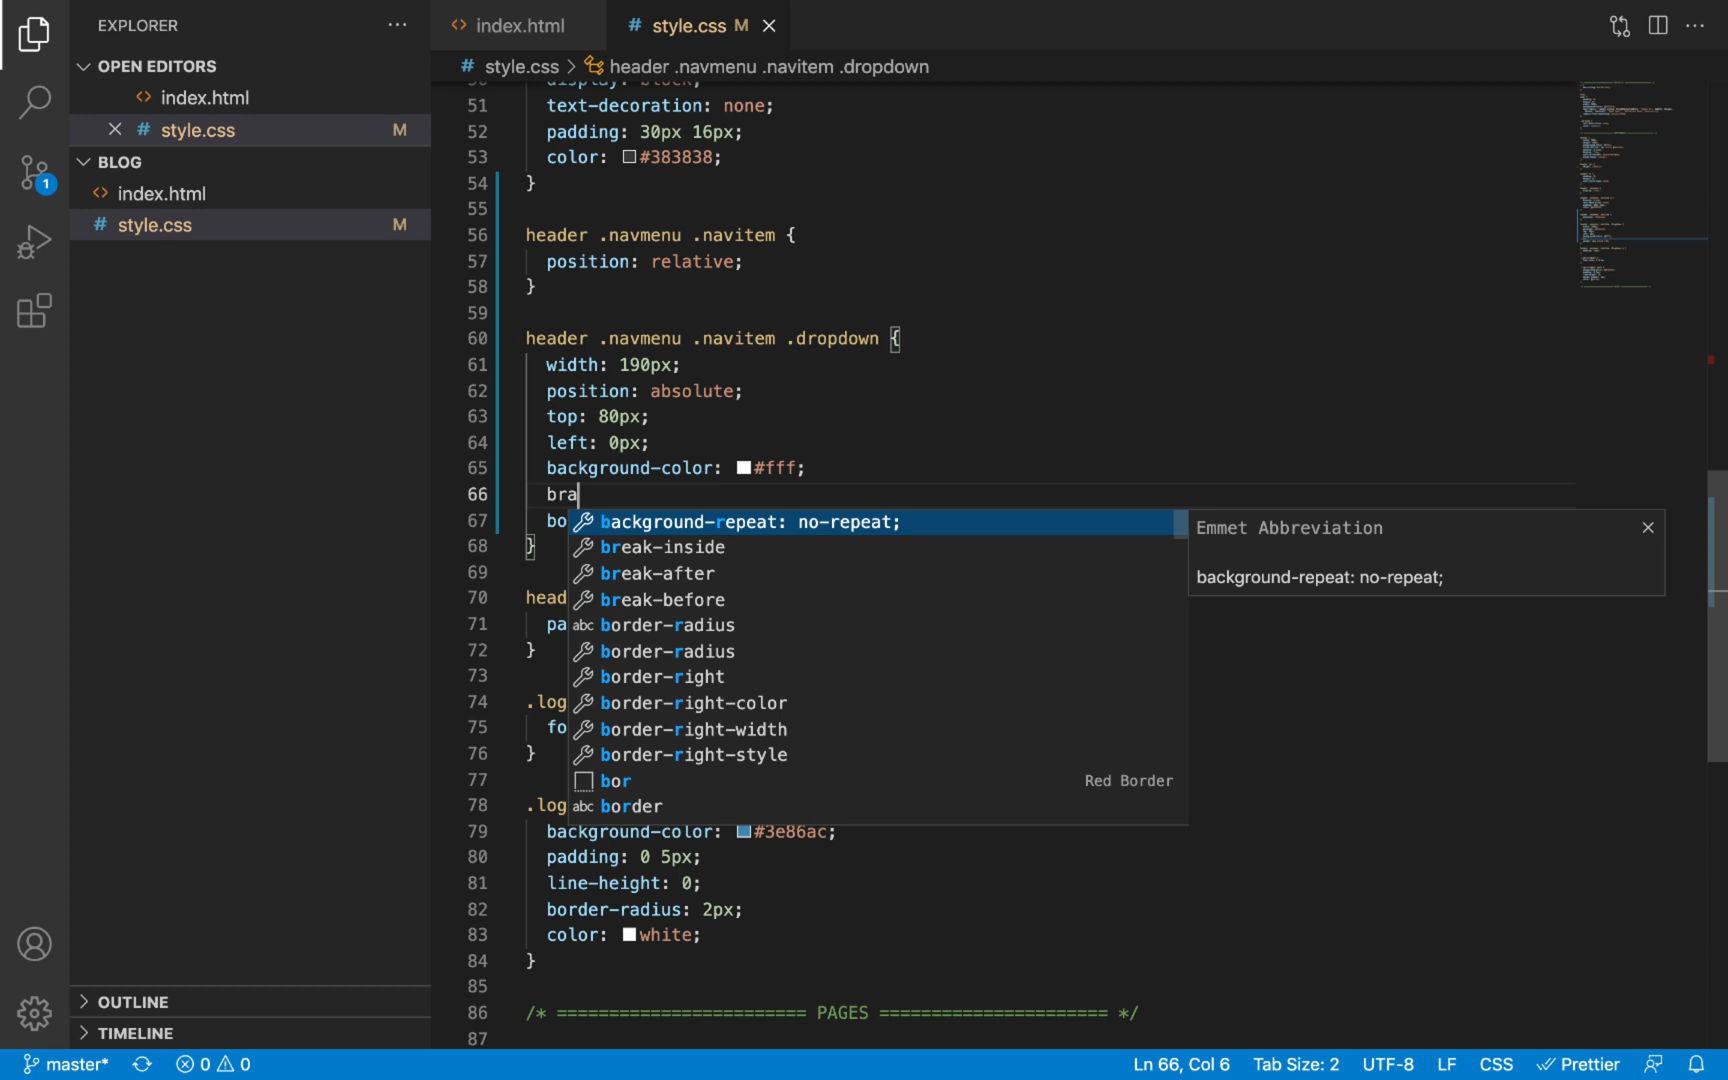 EXPLORER
index.html
# style.css M
OPEN EDITORS
# style.css > header .navmenu .navitem .dropdown
index.html
# style.css M
BLOG
index.html
# style.css M
51 text-decoration: none;
52 padding: 30px 16px;
53 color: #383838;
54 }
55
56 header .navmenu .navitem {
57 position: relative;
58 }
59
60 header .navmenu .navitem .dropdown {
61 width: 190px;
62 position: absolute;
63 top: 80px;
64 left: 0px;
65 background-color: #fff;
66 bra
67 bo
68 }
69
70 head
71 pa
72 }
73
74 .log
75 fo
76 }
77
78 .log
79 background-color: #3e86ac;
80 padding: 0 5px;
81 line-height: 0;
82 border-radius: 2px;
83 color: white;
84 }
85
86 /* ======================== PAGES ====================== */
87
background-repeat: no-repeat;
break-inside
break-after
break-before
abc border-radius
border-radius
border-right
border-right-color
border-right-width
border-right-style
bor Red Border
abc border
Emmet Abbreviation
background-repeat: no-repeat;
1
OUTLINE
TIMELINE
master* 0 0 Ln 66, Col 6 Tab Size: 2 UTF-8 LF CSS Prettier